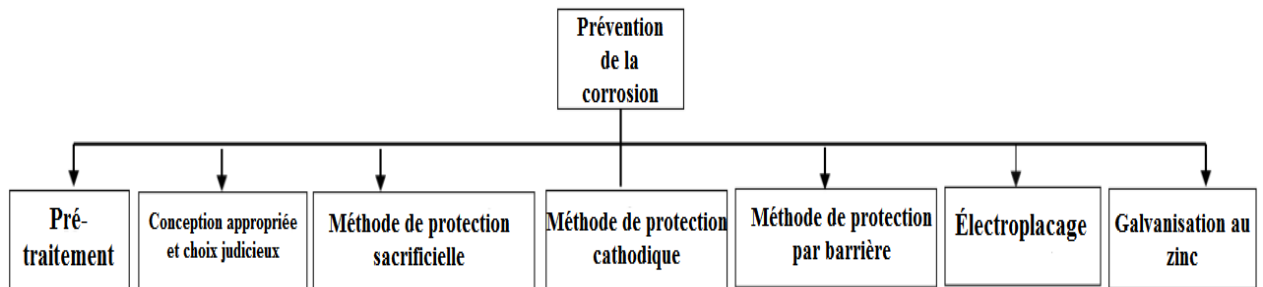 Prévention
de la
corrosion
Pré-
traitement
Conception appropriée
et choix judicieux
Méthode de protection
sacrificielle
Méthode de protection
cathodique
Méthode de protection
par barrière
Électroplacage
Galvanisation au
zinc